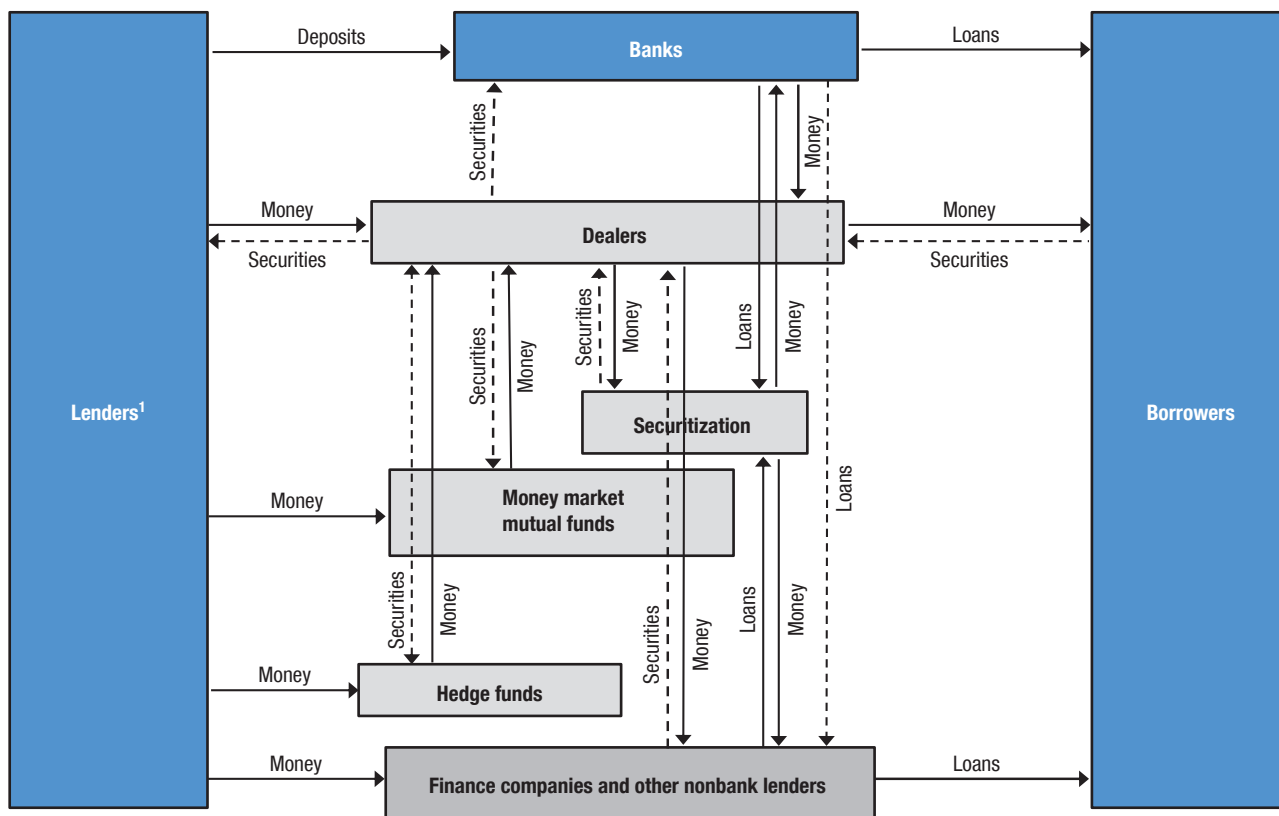 Deposits
Banks
Loans
Securities
Money
Money
Dealers
Money
Securities
Securities
Securities
Money
Securities
Money
Loans
Money
Lenders1
Securitization
Borrowers
Money
Money market
mutual funds
Loans
Securities
Money
Securities
Money
Loans
Money
Money
Hedge funds
Money
Finance companies and other nonbank lenders
Loans